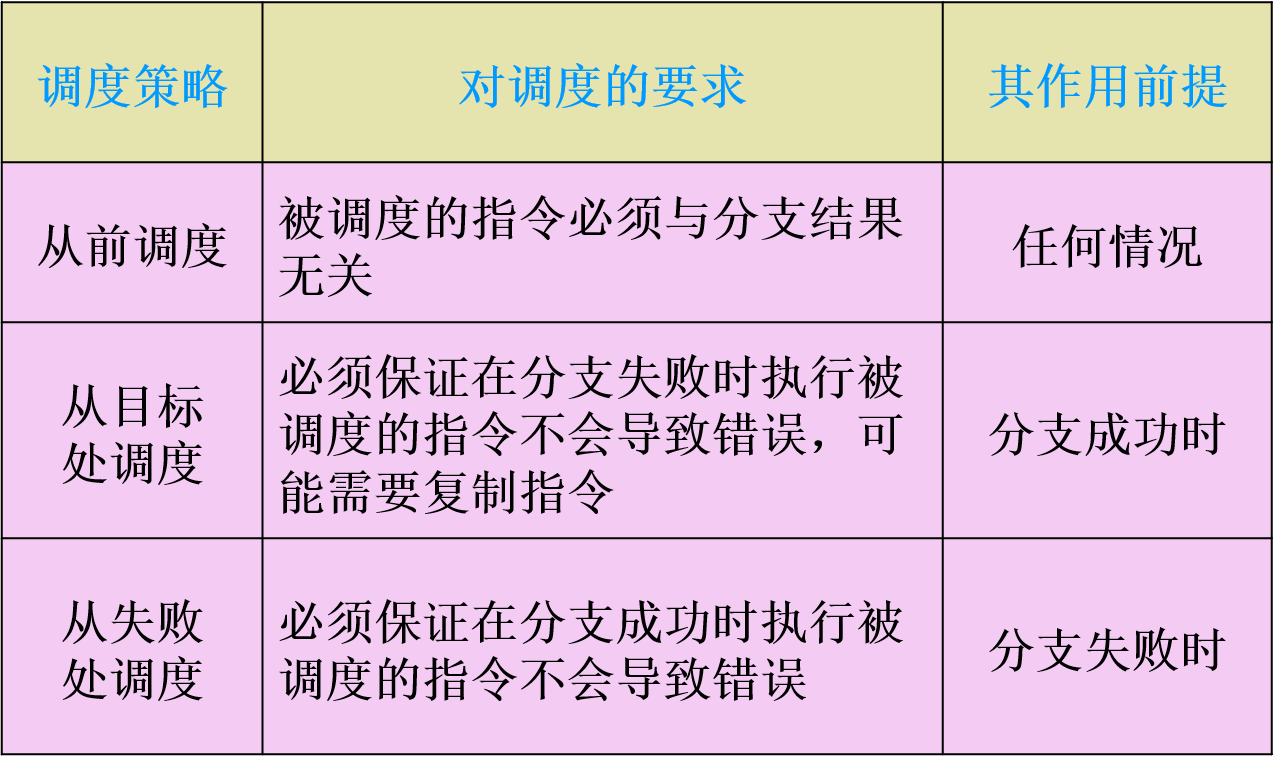 调度策略
对调度的要求
其作用前提
从前调度
被调度的指令必须与分支结果
无关
任何情况
从目标
处调度
必须保证在分支失败时执行被
调度的指令不会导致错误，可
能需要复制指令
分支成功时
从失败
处调度
必须保证在分支成功时执行被
调度的指令不会导致错误
分支失败时